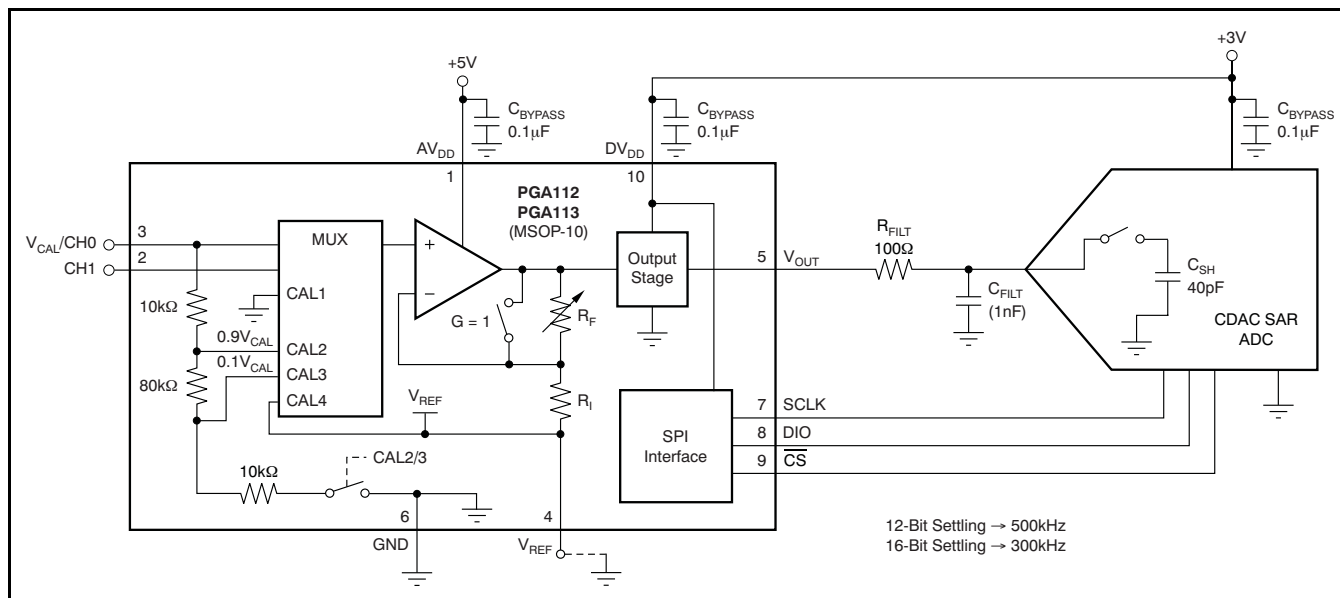 +3V
+5V
C_BYPASS
0.1μF
C_BYPASS
0.1μF
C_BYPASS
0.1μF
AV_DD
DV_DD
1
10
PGA112
PGA113
(MSOP-10)
3
V_CAL/CH0
MUX
2
CH1
Output
Stage
5
V_OUT
R_FILT
100Ω
C_SH
40pF
CAL1
10kΩ
G = 1
R_F
C_FILT
(1nF)
CDAC SAR
ADC
0.9V_CAL
CAL2
0.1V_CAL
CAL3
80kΩ
CAL4
V_REF
R_I
SPI
Interface
7
SCLK
8
DIO
9
C̅S̅
CAL2/3
10kΩ
6
4
GND
V_REF
12-Bit Settling → 500kHz
16-Bit Settling → 300kHz